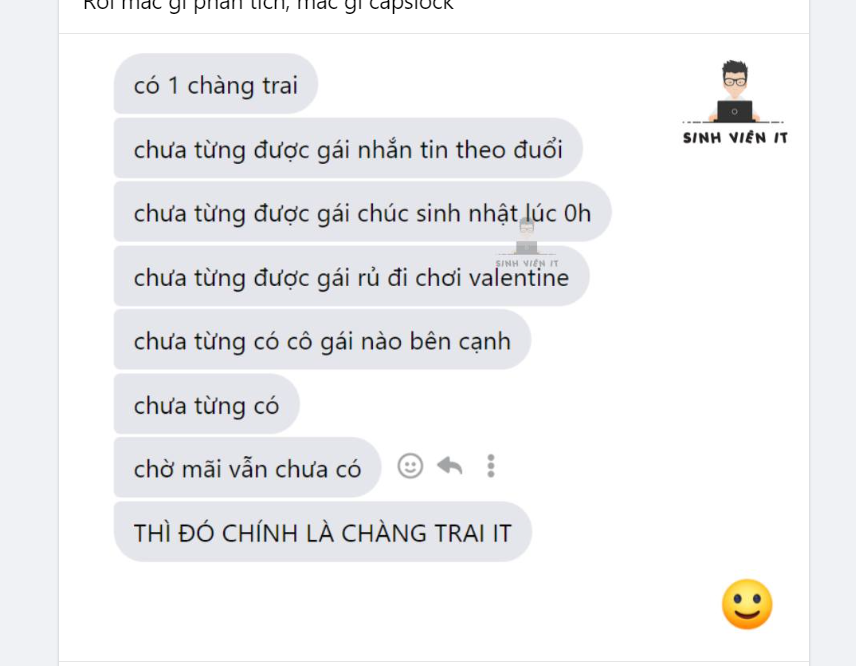 Rồi mắc gì phân tích, mắc gì capslock
có 1 chàng trai
SINH VIÊN IT
chưa từng được gái nhắn tin theo đuổi
chưa từng được gái chúc sinh nhật lúc 0h
SINH VIÊN IT
chưa từng được gái rủ đi chơi valentine
chưa từng có cô gái nào bên cạnh
chưa từng có
chờ mãi vẫn chưa có
THÌ ĐÓ CHÍNH LÀ CHÀNG TRAI IT